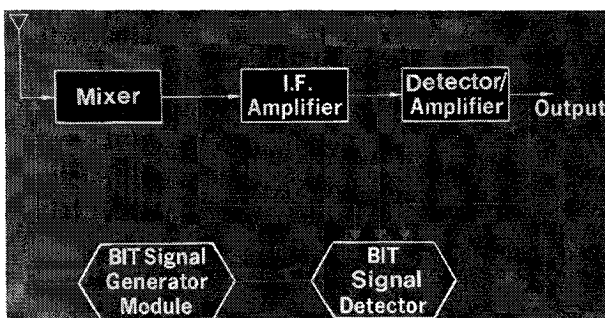 Mixer
I.F.
Amplifier
Detector/
Amplifier
Output
BIT Signal
Generator
Module
BIT
Signal
Detector